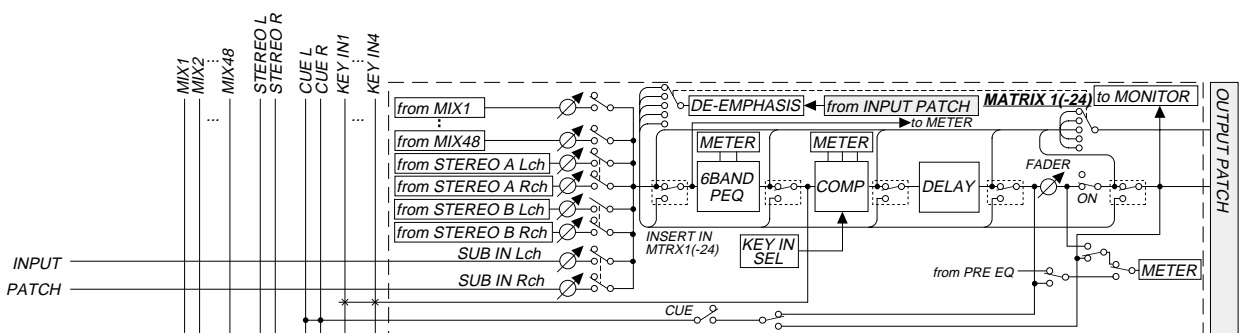 MIX1
MIX2
...
MIX48
STEREO L
STEREO R
CUE L
CUE R
KEY IN1
...
KEY IN4
...
...
from MIX1
from MIX48
from STEREO A Lch
from STEREO A Rch
from STEREO B Lch
from STEREO B Rch
SUB IN Lch
SUB IN Rch
INPUT
PATCH
DE-EMPHASIS
from INPUT PATCH
MATRIX 1(-24)
to MONITOR
to METER
METER
METER
6BAND
PEQ
COMP
DELAY
FADER
ON
INSERT IN
MTRX1(-24)
KEY IN
SEL
from PRE EQ
METER
CUE
OUTPUT PATCH